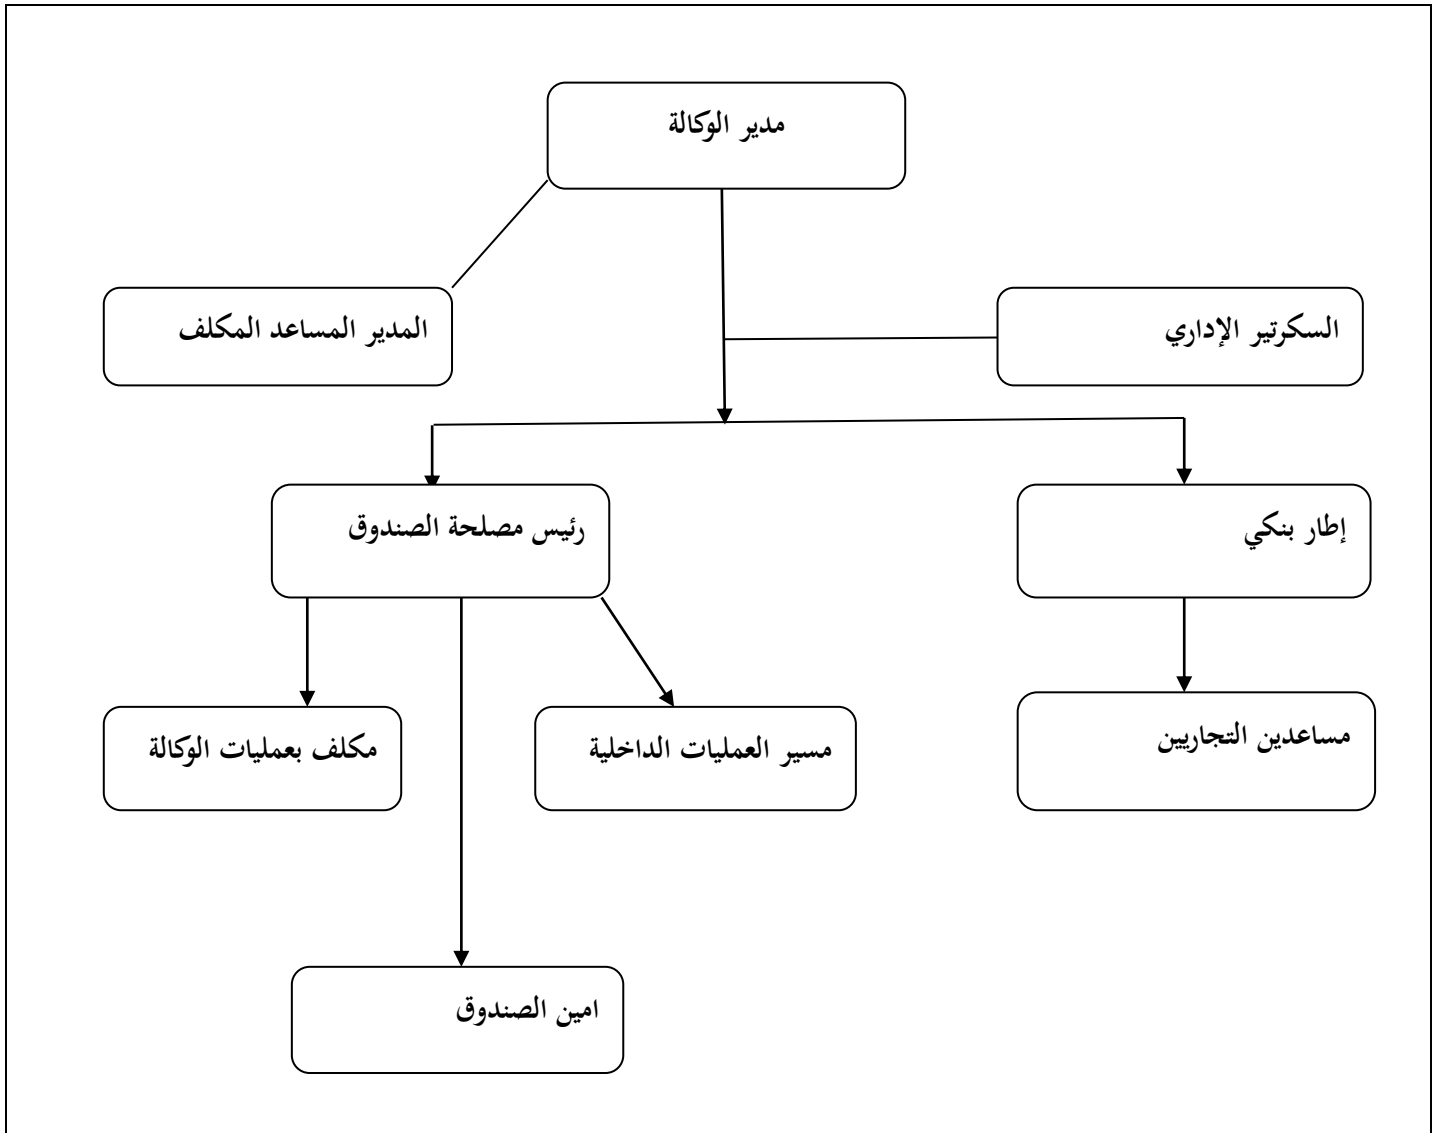 مدير الوكالة
السكرتير الإداري
المدير المساعد المكلف
إطار بنكي
رئيس مصلحة الصندوق
مساعدين التجاريين
مسير العمليات الداخلية
مكلف بعمليات الوكالة
امين الصندوق